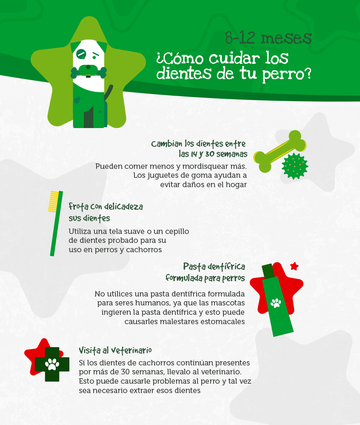 8-12 meses
¿Cómo cuidar los
dientes de tu perro?
Cambian los dientes entre
las 14 y 30 semanas
Pueden comer menos y mordisquear más.
Los juguetes de goma ayudan a
evitar daños en el hogar
Frota con delicadeza
sus dientes
Utiliza una tela suave o un cepillo
de dientes probado para su
uso en perros y cachorros
Pasta dentífrica
formulada para perros
No utilices una pasta dentífrica formulada
para seres humanos, ya que las mascotas
ingieren la pasta dentífrica y esto puede
causarles malestares estomacales
Visita al veterinario
Si los dientes de cachorros continúan presentes
por más de 30 semanas, llevalo al veterinario.
Esto puede causarle problemas al perro y tal vez
sea necesario extraer esos dientes